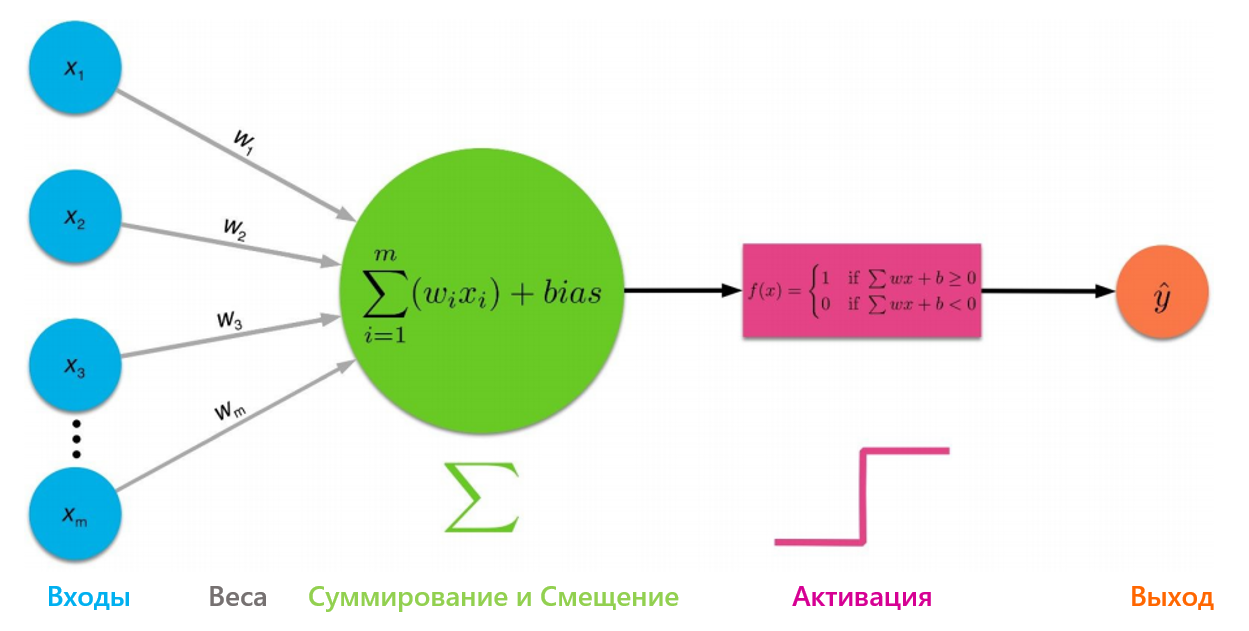 x₁
w₁
x₂
w₂
∑_{i=1}^{m}(wᵢxᵢ) + bias
f(x) = { 1 if ∑ wx + b ≥ 0
0 if ∑ wx + b < 0
ŷ
w₃
x₃
wₘ
xₘ
∑
Входы Веса Суммирование и Смещение Активация Выход